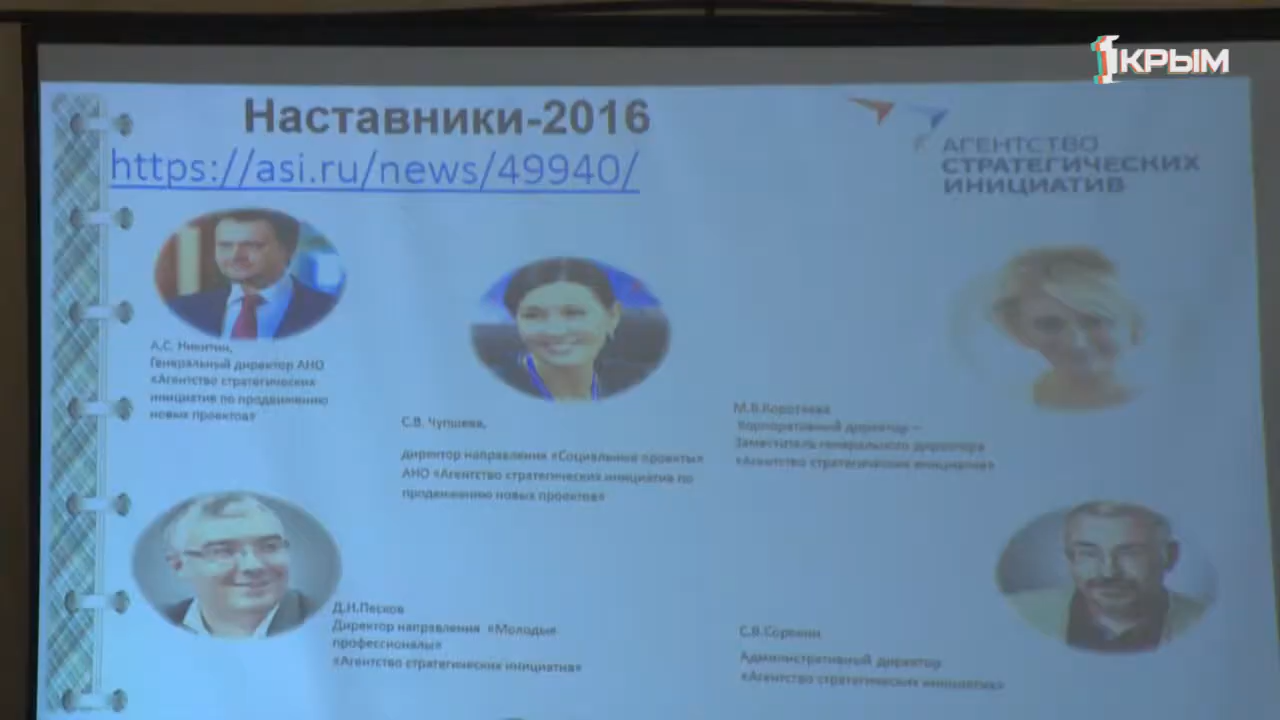 1КРЫМ
Наставники-2016
https://asi.ru/news/49940/
АГЕНТСТВО
СТРАТЕГИЧЕСКИХ
ИНИЦИАТИВ
А.С. Никитин,
Генеральный директор АНО
«Агентство стратегических
инициатив по продвижению
новых проектов»
С.В. Чупшева,
директор направления «Социальные проекты»
АНО «Агентство стратегических инициатив по
продвижению новых проектов»
М.В.Коротаева
Корпоративный директор –
Заместитель генерального директора
«Агентство стратегических инициатив»
Д.Н.Песков
Директор направления «Молодые
профессионалы»
«Агентство стратегических инициатив»
С.В.Сорокин
Административный директор
«Агентство стратегических инициатив»